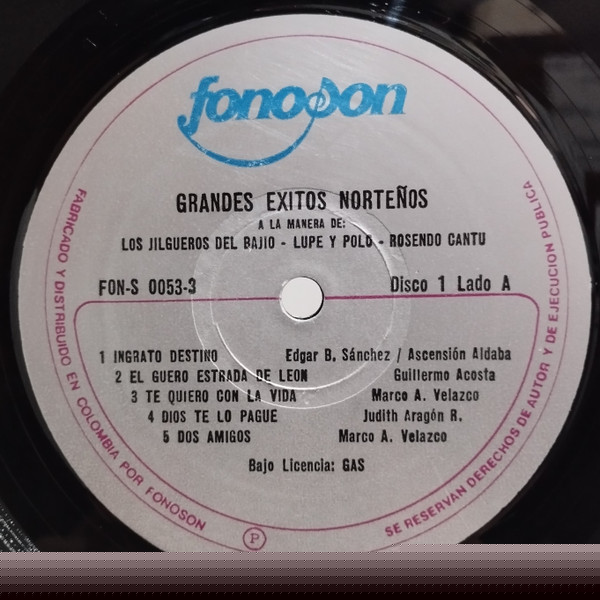 fonoson
GRANDES EXITOS NORTEÑOS
A LA MANERA DE:
LOS JILGUEROS DEL BAJIO - LUPE Y POLO - ROSENDO CANTU
FON-S 0053-3 Disco 1 Lado A
1 INGRATO DESTINO Edgar B. Sánchez / Ascensión Aldaba
2 EL GUERO ESTRADA DE LEON Guillermo Acosta
3 TE QUIERO CON LA VIDA Marco A. Velazco
4 DIOS TE LO PAGUE Judith Aragón R.
5 DOS AMIGOS Marco A. Velazco
Bajo Licencia: GAS
FABRICADO Y DISTRIBUIDO EN COLOMBIA POR FONOSON
P
SE RESERVAN DERECHOS DE AUTOR Y DE EJECUCION PUBLICA